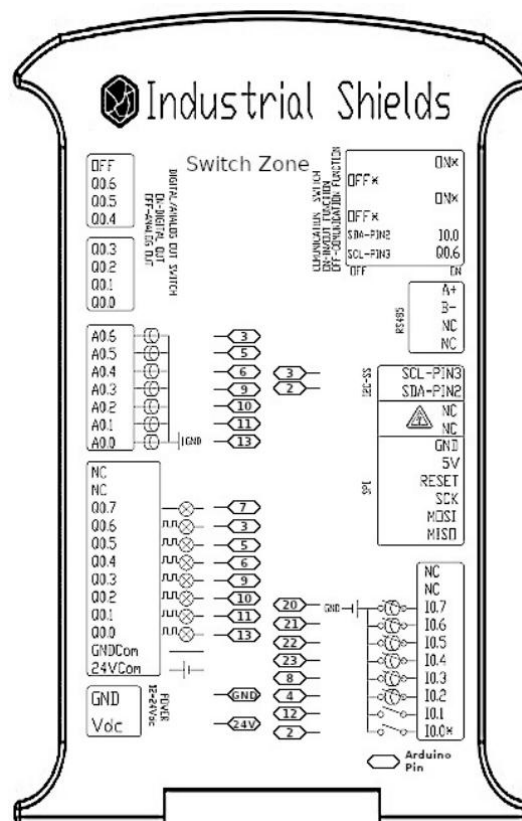 Industrial Shields
Switch Zone
OFF
Q0.6
Q0.5
Q0.4
Q0.3
Q0.2
Q0.1
Q0.0
DIGITAL/ANALOG OUT SWITCH
ON-DIGITAL OUT
OFF-ANALOG OUT
COMUNICATION SWITCH
ON-IN/OUT FUNCTION
OFF-COMUNICATION FUNCTION
ON*
OFF*
ON*
OFF*
SDA-PIN2 I0.0
SCL-PIN3 Q0.6
OFF ON
RS485
A+
B-
NC
NC
A0.6 3
A0.5 5
A0.4 6
A0.3 9
A0.2 10
A0.1 11
A0.0 GND 13
3
2
I2C-SS
SCL-PIN3
SDA-PIN2
NC
NC
SPI
GND
5V
RESET
SCK
MOSI
MISO
NC
NC
Q0.7 7
Q0.6 3
Q0.5 5
Q0.4 6
Q0.3 9
Q0.2 10
Q0.1 11
Q0.0 13
GNDCom
24VCom
GND GND
Vdc 24V
POWER
12-24Vdc
NC
NC
20 GND I0.7
21 I0.6
22 I0.5
23 I0.4
8 I0.3
4 I0.2
12 I0.1
2 I0.0*
Arduino
Pin